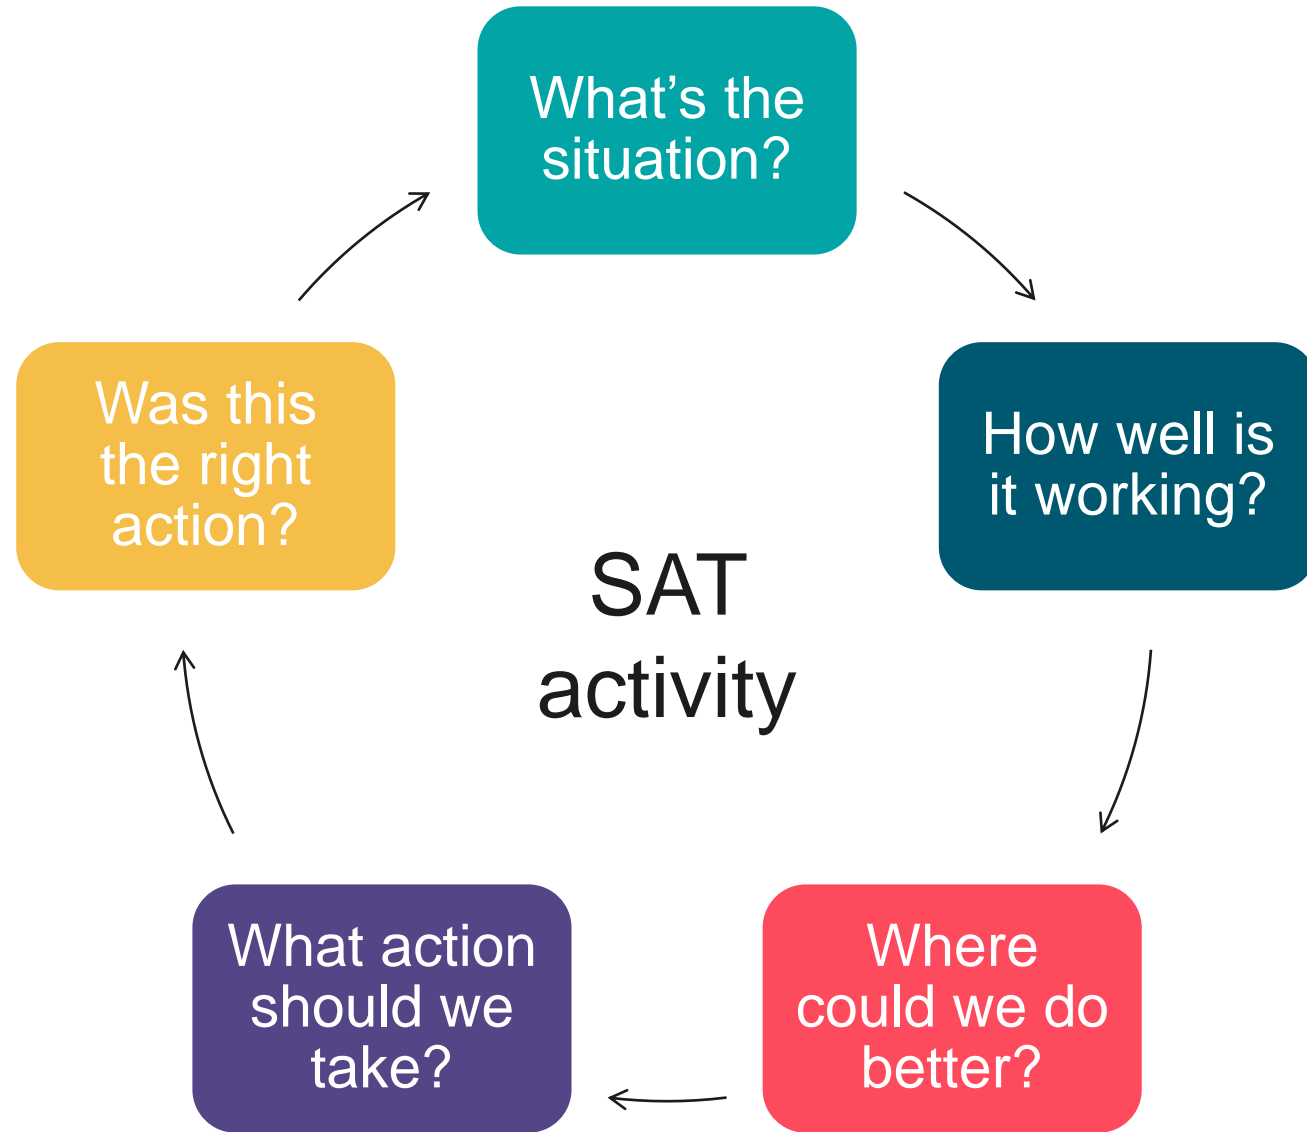 What’s the
situation?
How well is
it working?
Where
could we do
better?
What action
should we
take?
Was this
the right
action?
SAT
activity